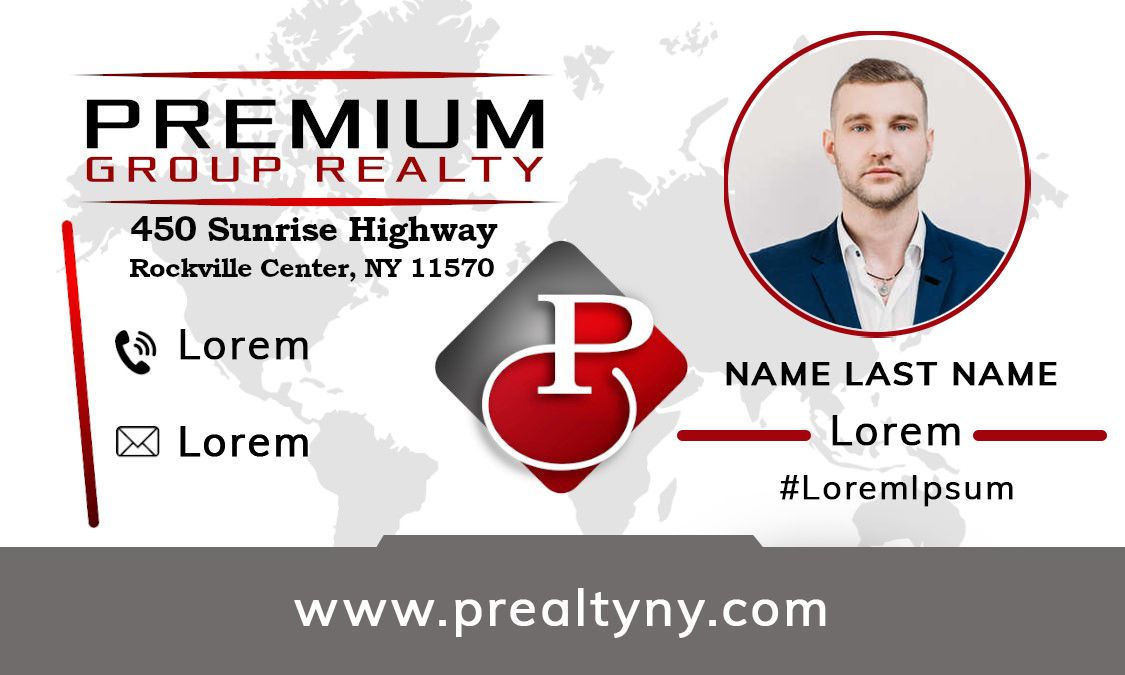 PREMIUM
GROUP REALTY
450 Sunrise Highway
Rockville Center, NY 11570
Lorem
Lorem
P
NAME LAST NAME
Lorem
#LoremIpsum
www.prealtyny.com